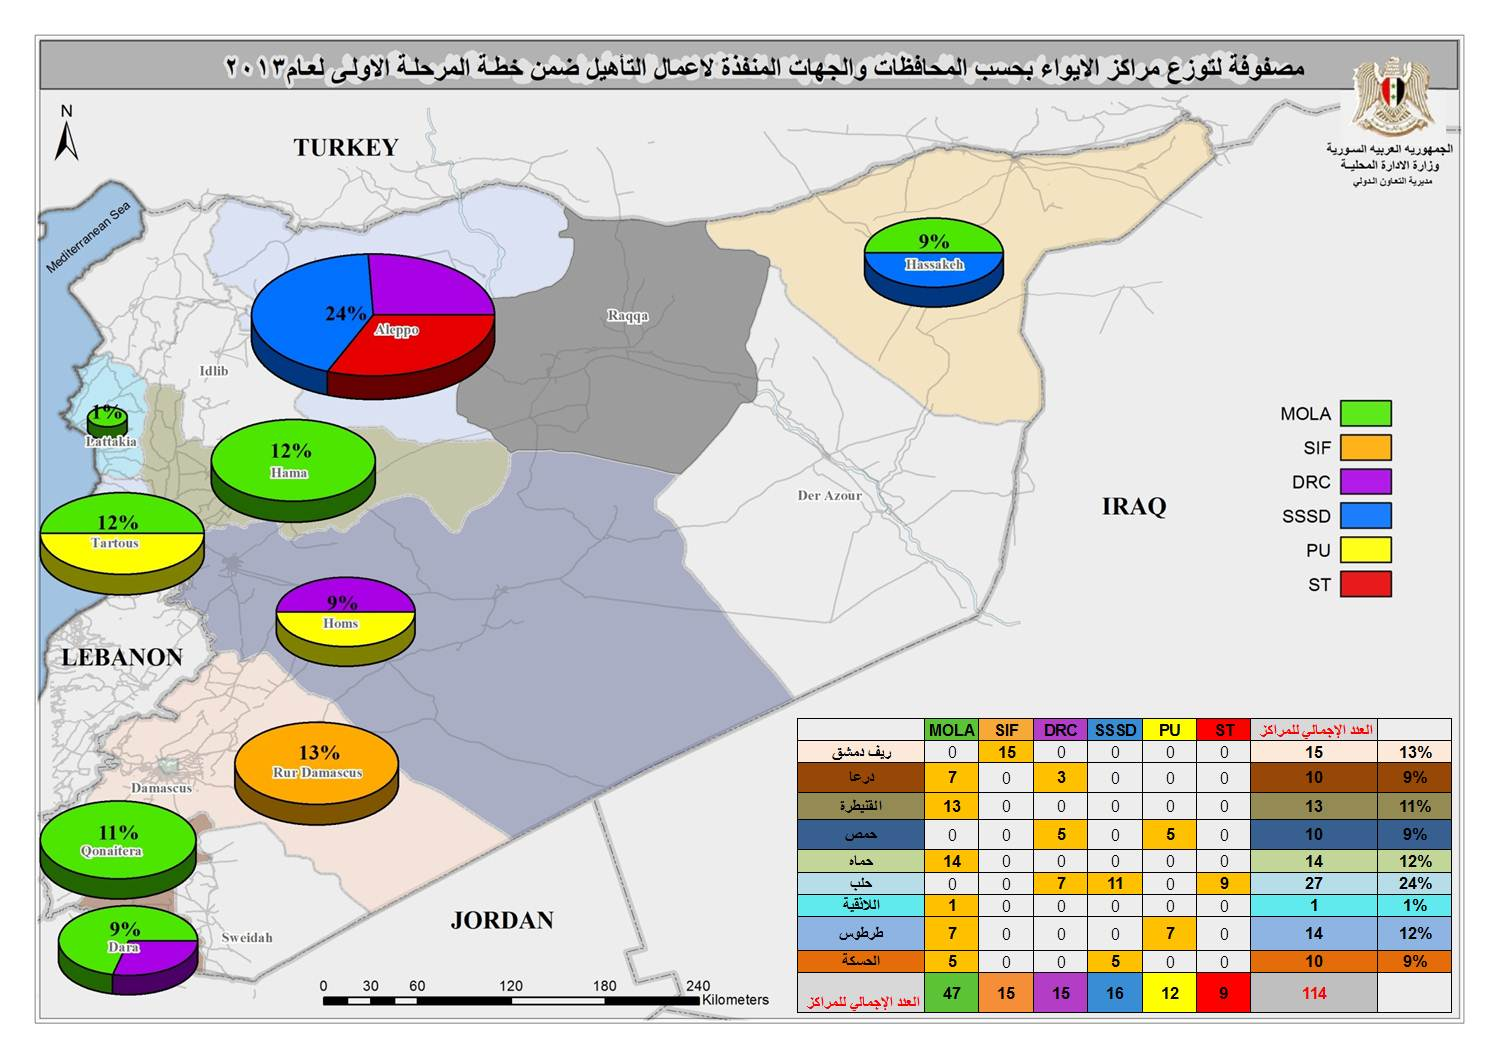 مصفوفة لتوزع مراكز الايواء بحسب المحافظات والجهات المنفذة لاعمال التأهيل ضمن خطة المرحلة الاولى لعام٢٠١٣
N
TURKEY
الجمهوريه العربيه السورية
وزارة الادارة المحلية
مديرية التعاون الدولي
Mediterranean Sea
9%
Hassakeh
24%
Aleppo
Raqqa
Idlib
1%
Lattakia
12%
Hama
Der Azour
IRAQ
12%
Tartous
9%
Homs
LEBANON
13%
Rur Damascus
Damascus
11%
Qonaitera
9%
Dara
Sweidah
JORDAN
0 30 60 120 180 240
Kilometers
MOLA
SIF
DRC
SSSD
PU
ST
MOLA SIF DRC SSSD PU ST العدد الإجمالي للمراكز
ريف دمشق 0 15 0 0 0 0 15 13%
درعا 7 0 3 0 0 0 10 9%
القنيطرة 13 0 0 0 0 0 13 11%
حمص 0 0 5 0 5 0 10 9%
حماه 14 0 0 0 0 0 14 12%
حلب 0 0 7 11 0 9 27 24%
اللاذقية 1 0 0 0 0 0 1 1%
طرطوس 7 0 0 0 7 0 14 12%
الحسكة 5 0 0 5 0 0 10 9%
العدد الإجمالي للمراكز 47 15 15 16 12 9 114